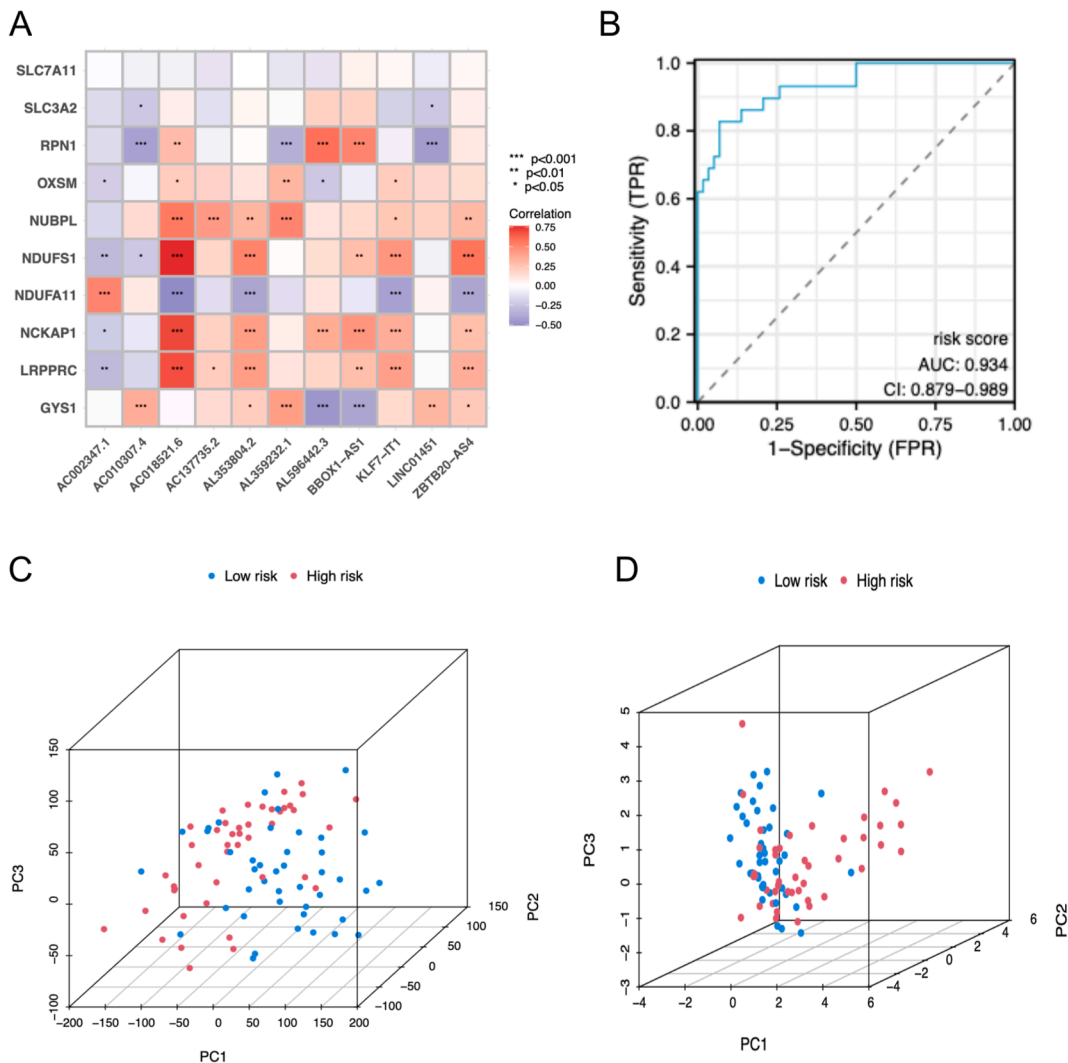 A
SLC7A11
SLC3A2
* *
RPN1
*** ** *** *** *** ***
OXSM
* * ** * *
NUBPL
*** *** ** *** * **
NDUFS1
** * *** *** ** *** ***
NDUFA11
*** *** *** *** ***
NCKAP1
* *** *** *** *** *** **
LRPPRC
** *** * *** ** *** ***
GYS1
*** * *** *** *** ** *
AC002347.1
AC010307.4
AC018521.6
AC137735.2
AL353804.2
AL359232.1
AL596442.3
BBOX1−AS1
KLF7−IT1
LINC01451
ZBTB20−AS4
*** p<0.001
** p<0.01
* p<0.05
Correlation
0.75
0.50
0.25
0.00
−0.25
−0.50
B
Sensitivity (TPR)
1.0
0.8
0.6
0.4
0.2
0.0
risk score
AUC: 0.934
CI: 0.879−0.989
0.00 0.25 0.50 0.75 1.00
1−Specificity (FPR)
C
Low risk High risk
PC3
150
100
50
0
−50
−100
−200 −150 −100 −50 0 50 100 150 200
PC1
−100
−50
0
50
100
150
PC2
D
Low risk High risk
PC3
5
4
3
2
1
0
−1
−2
−3
−4 −2 0 2 4 6
PC1
−4
−2
0
2
4
6
PC2